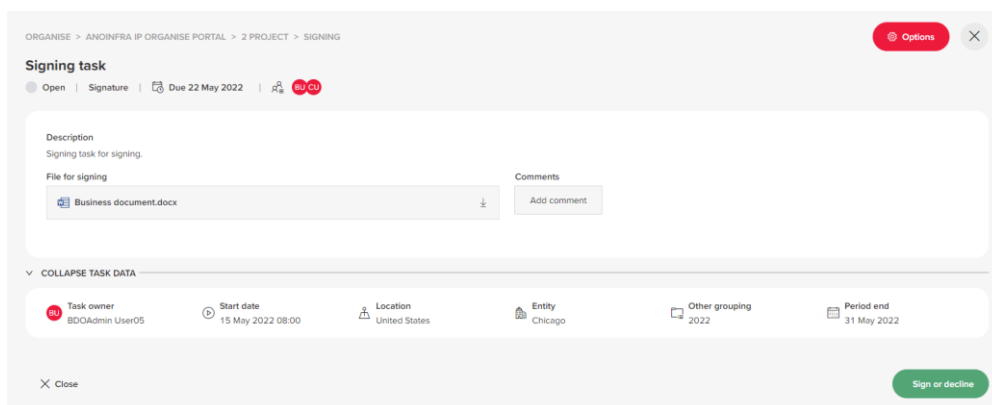 ORGANISE > ANOINFRA IP ORGANISE PORTAL > 2 PROJECT > SIGNING
Options
Signing task
Open | Signature | Due 22 May 2022 | BU CU
Description
Signing task for signing.
File for signing
Comments
Business document.docx
Add comment
COLLAPSE TASK DATA
BU
Task owner
BDOAdmin User05
Start date
15 May 2022 08:00
Location
United States
Entity
Chicago
Other grouping
2022
Period end
31 May 2022
Close
Sign or decline